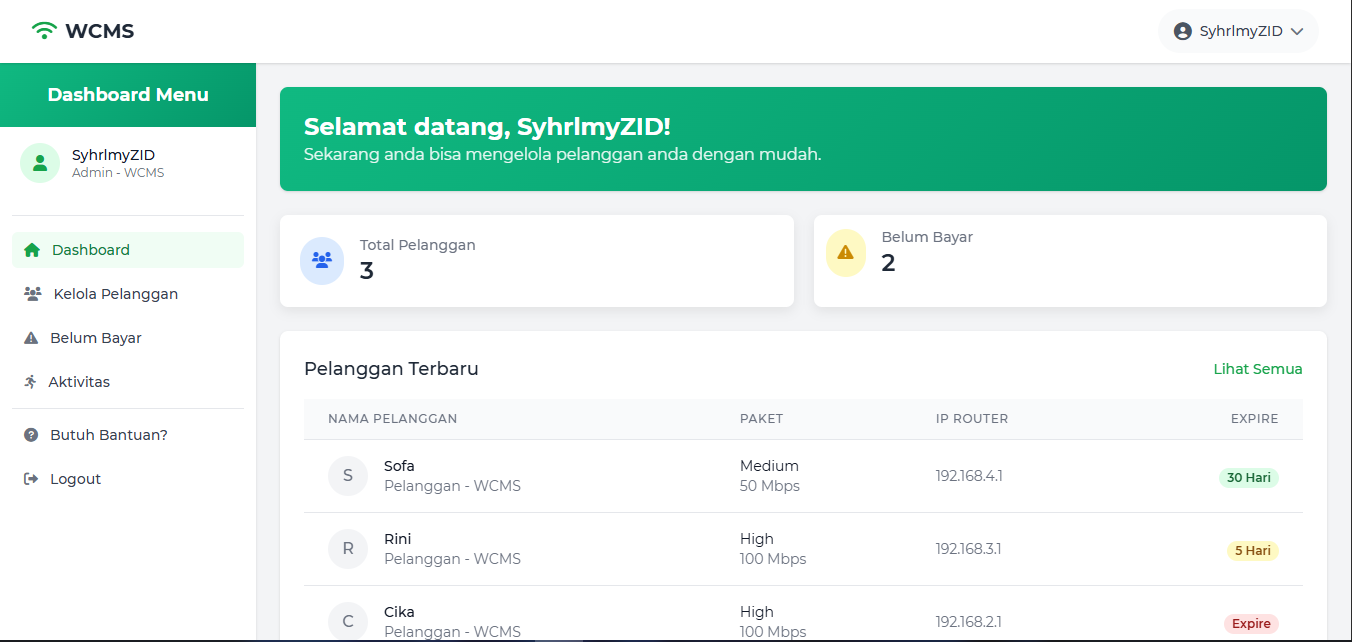 WCMS
SyhrlmyZID
Dashboard Menu
SyhrlmyZID
Admin - WCMS
Dashboard
Kelola Pelanggan
Belum Bayar
Aktivitas
Butuh Bantuan?
Logout
Selamat datang, SyhrlmyZID!
Sekarang anda bisa mengelola pelanggan anda dengan mudah.
Total Pelanggan
3
Belum Bayar
2
Pelanggan Terbaru
Lihat Semua
NAMA PELANGGAN PAKET IP ROUTER EXPIRE
S
Sofa
Pelanggan - WCMS
Medium
50 Mbps
192.168.4.1
30 Hari
R
Rini
Pelanggan - WCMS
High
100 Mbps
192.168.3.1
5 Hari
C
Cika
Pelanggan - WCMS
High
100 Mbps
192.168.2.1
Expire